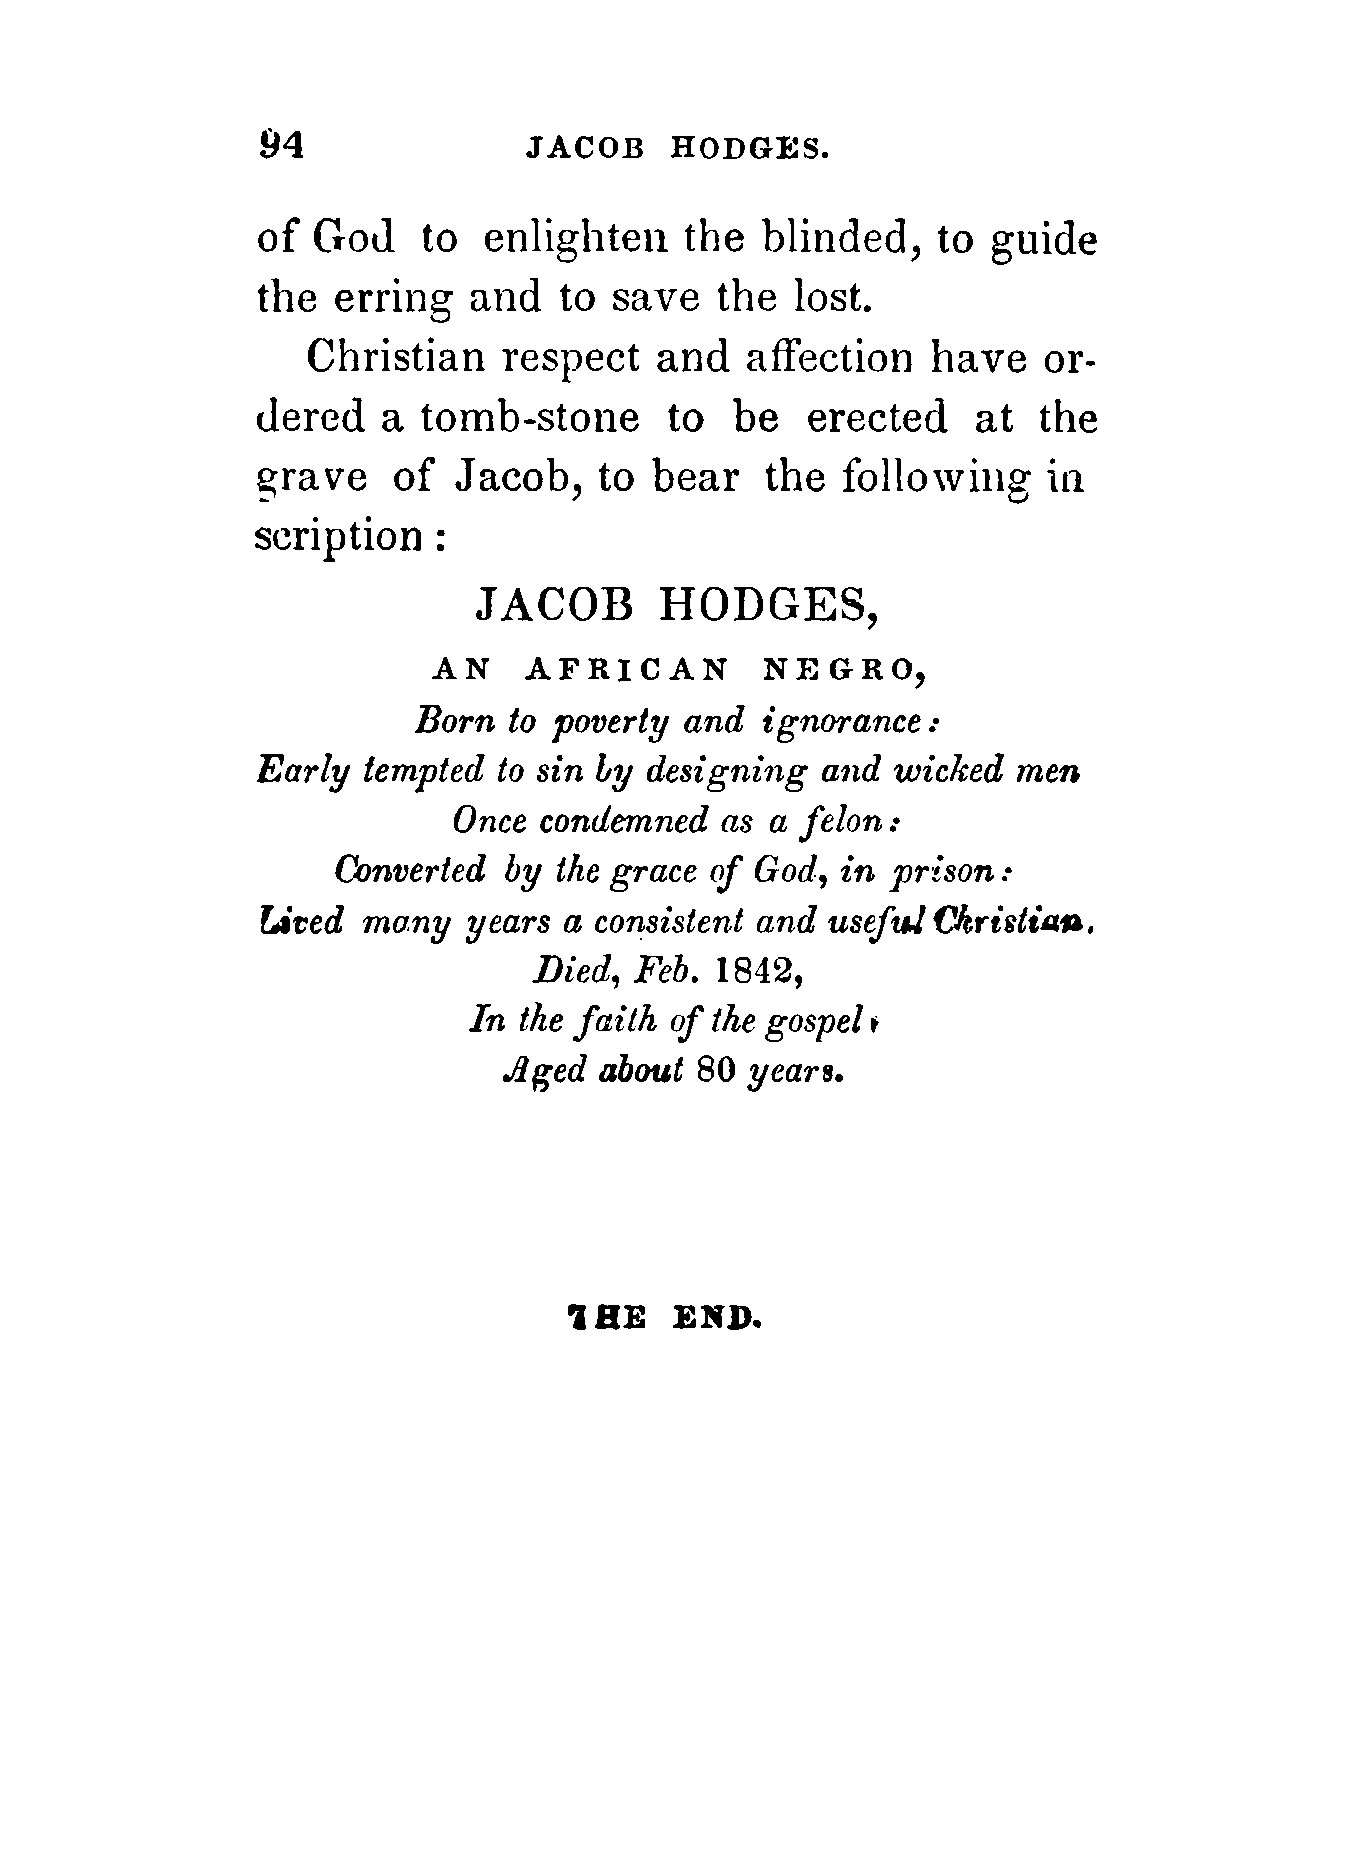 94 JACOB HODGES.
of God to enlighten the blinded, to guide
the erring and to save the lost.
Christian respect and affection have or-
dered a tomb-stone to be erected at the
grave of Jacob, to bear the following in
scription :
JACOB HODGES,
AN AFRICAN NEGRO,
Born to poverty and ignorance :
Early tempted to sin by designing and wicked men
Once condemned as a felon :
Converted by the grace of God, in prison :
Lived many years a consistent and useful Christian.
Died, Feb. 1842,
In the faith of the gospel
Aged about 80 years.
THE END.